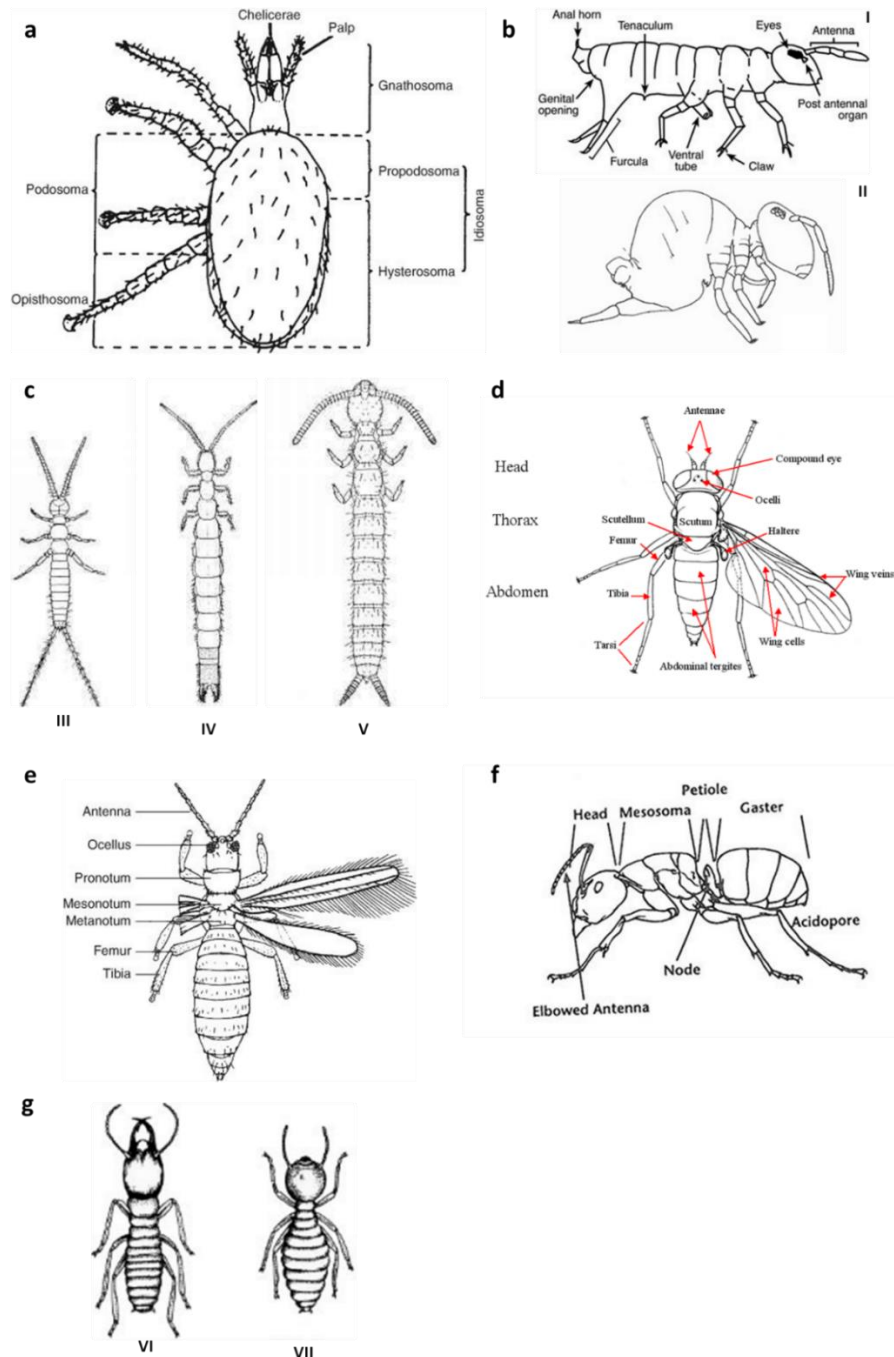 a
Chelicerae
Palp
Gnathosoma
Podosoma
Propodosoma
Idiosoma
Hysterosoma
Opisthosoma
b
I
Anal horn
Tenaculum
Eyes
Antenna
Genital
opening
Post antennal
organ
Furcula
Ventral
tube
Claw
II
c
III
IV
V
d
Antennae
Head
Compound eye
Ocelli
Thorax
Scutellum
Scutum
Haltere
Femur
Wing veins
Abdomen
Tibia
Wing cells
Tarsi
Abdominal tergites
e
Antenna
Ocellus
Pronotum
Mesonotum
Metanotum
Femur
Tibia
f
Petiole
Head
Mesosoma
Gaster
Acidopore
Node
Elbowed Antenna
g
VI
VII